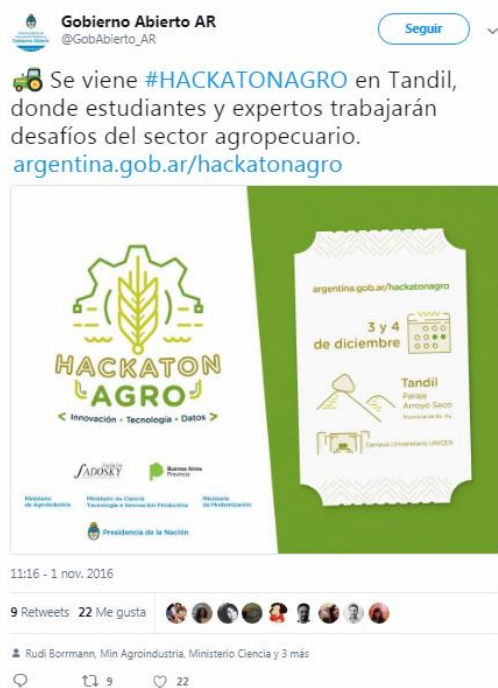 Gobierno Abierto AR
@GobAbierto_AR
Seguir
Se viene #HACKATONAGRO en Tandil,
donde estudiantes y expertos trabajarán
desafíos del sector agropecuario.
argentina.gob.ar/hackatonagro
HACKATON
AGRO
< Innovación • Tecnología • Datos >
SADOSKY
Buenos Aires
Provincia
Ministerio
de Agroindustria
Ministerio de Ciencia
Tecnología e Innovación Productiva
Ministerio
de Modernización
Presidencia de la Nación
argentina.gob.ar/hackatonagro
3 y 4
de diciembre
Tandil
Paraje
Arroyo Seco
Provincia de Bs. As.
Campus Universitario UNICEN
11:16 - 1 nov. 2016
9 Retweets 22 Me gusta
Rudi Borrmann, Min Agroindustria, Ministerio Ciencia y 3 más
9
22